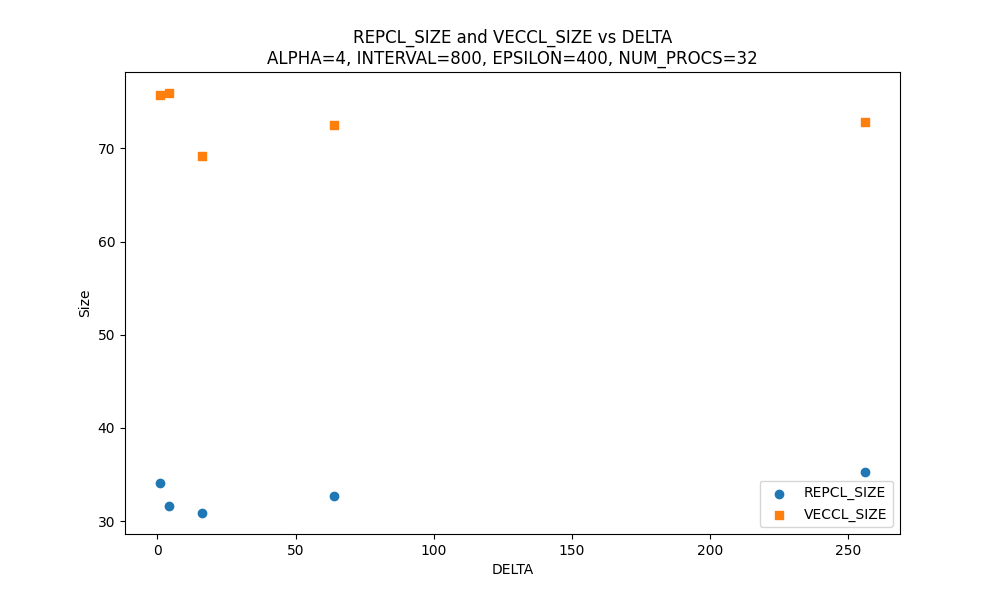 REPCL_SIZE and VECCL_SIZE vs DELTA
ALPHA=4, INTERVAL=800, EPSILON=400, NUM_PROCS=32
70
60
50
40
30
Size
REPCL_SIZE
VECCL_SIZE
0
50
100
150
200
250
DELTA